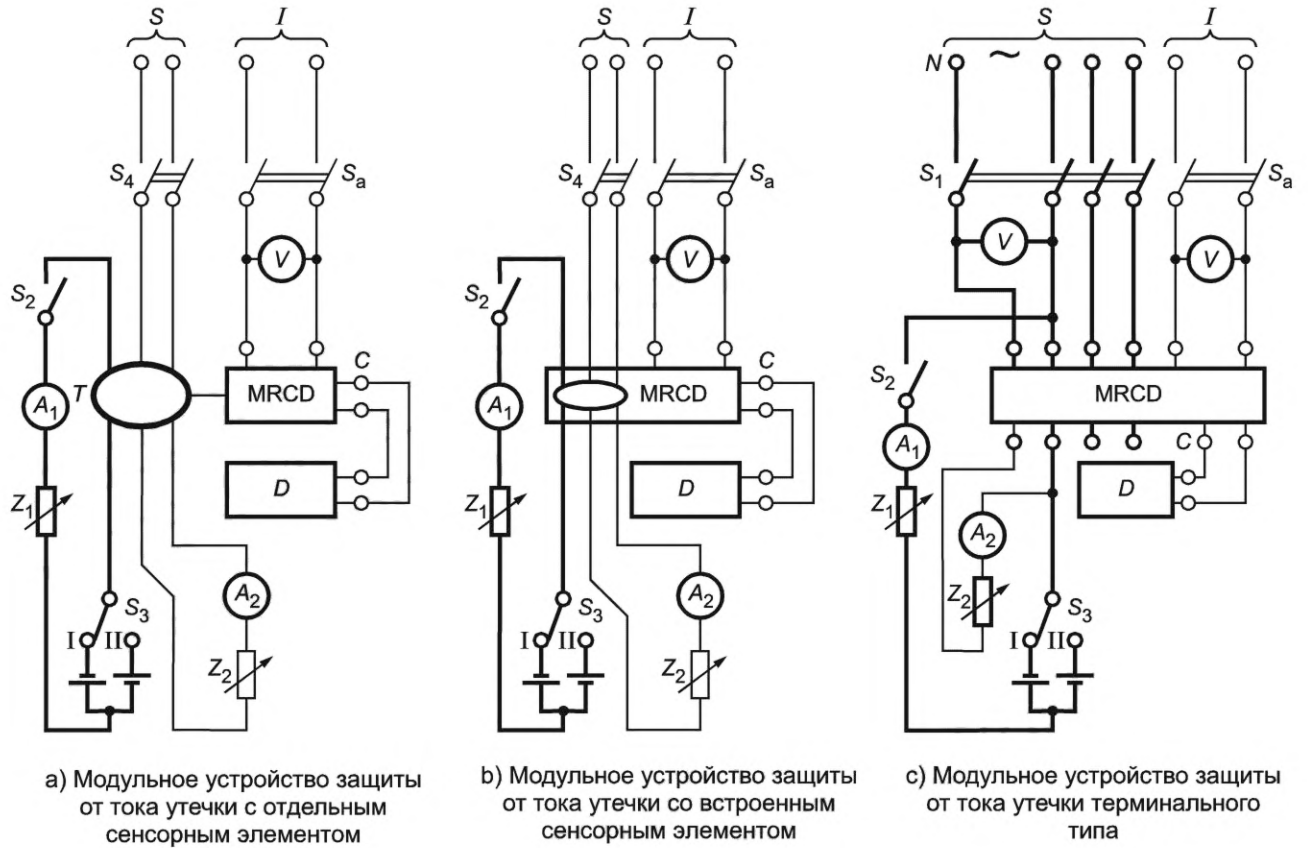 S I
S4 Sa
V
S2
T
MRCD
C
A1
D
Z1
A2
S3
I II
Z2
a) Модульное устройство защиты
от тока утечки с отдельным
сенсорным элементом
S I
S4 Sa
V
S2
MRCD
C
A1
D
Z1
A2
S3
I II
Z2
b) Модульное устройство защиты
от тока утечки со встроенным
сенсорным элементом
S I
N ~
S1 Sa
V V
S2
MRCD
C
A1
D
Z1
A2
Z2
S3
I II
c) Модульное устройство защиты
от тока утечки терминального
типа